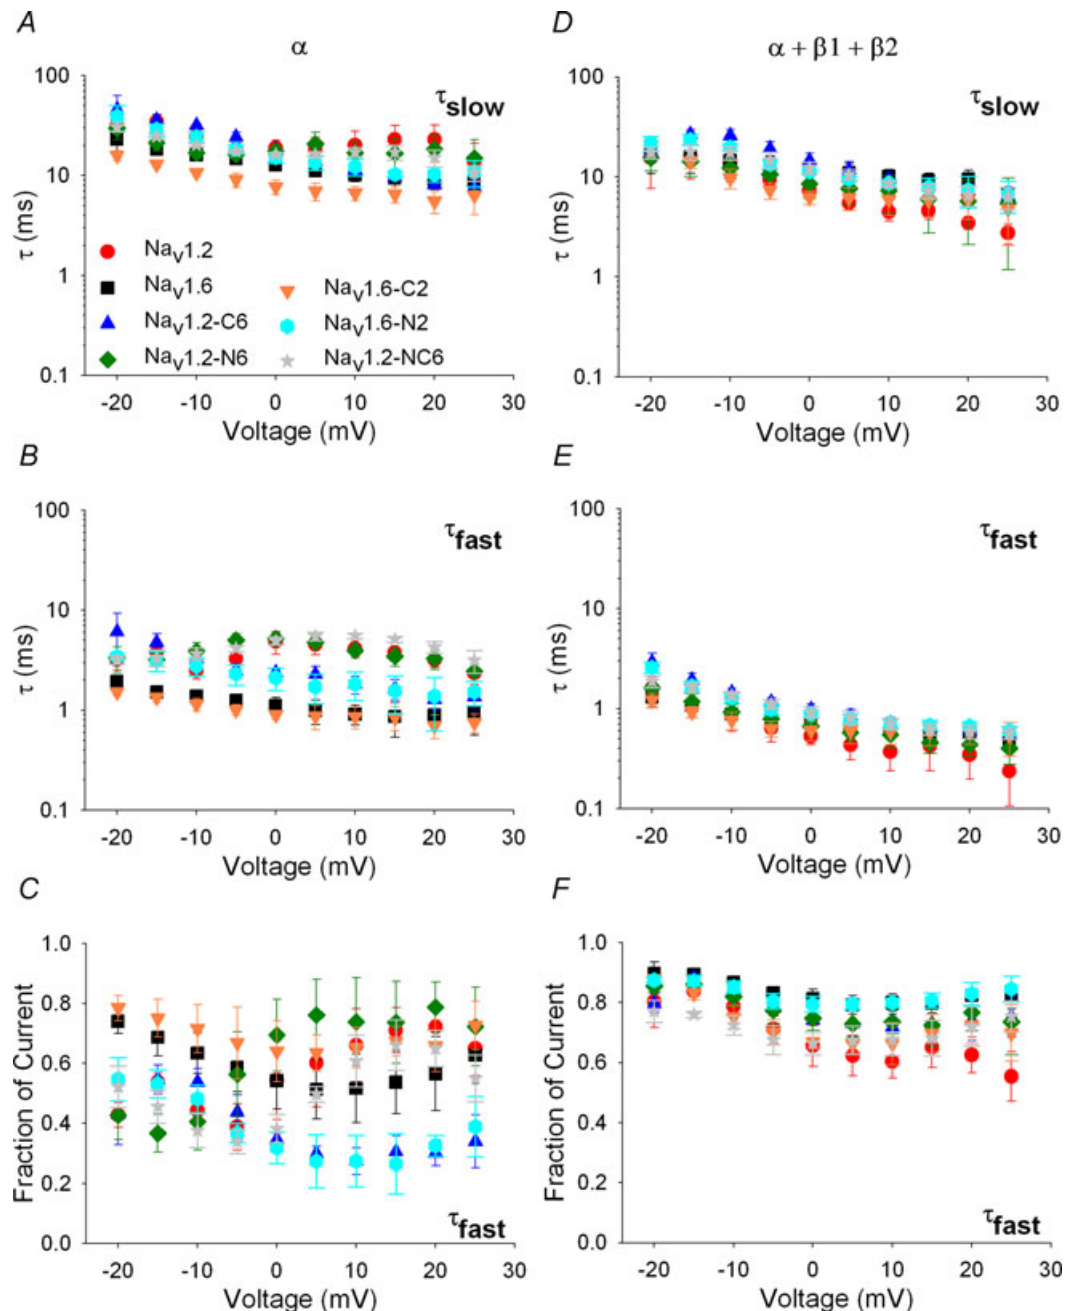 A
α
100
10
1
0.1
τ (ms)
τslow
Nav1.2
Nav1.6
Nav1.2-C6
Nav1.2-N6
Nav1.6-C2
Nav1.6-N2
Nav1.2-NC6
-20 -10 0 10 20 30
Voltage (mV)
D
α + β1 + β2
100
10
1
0.1
τ (ms)
τslow
-20 -10 0 10 20 30
Voltage (mV)
B
100
10
1
0.1
τ (ms)
τfast
-20 -10 0 10 20 30
Voltage (mV)
E
100
10
1
0.1
τ (ms)
τfast
-20 -10 0 10 20 30
Voltage (mV)
C
1.0
0.8
0.6
0.4
0.2
0.0
Fraction of Current
τfast
-20 -10 0 10 20 30
Voltage (mV)
F
1.0
0.8
0.6
0.4
0.2
0.0
Fraction of Current
τfast
-20 -10 0 10 20 30
Voltage (mV)